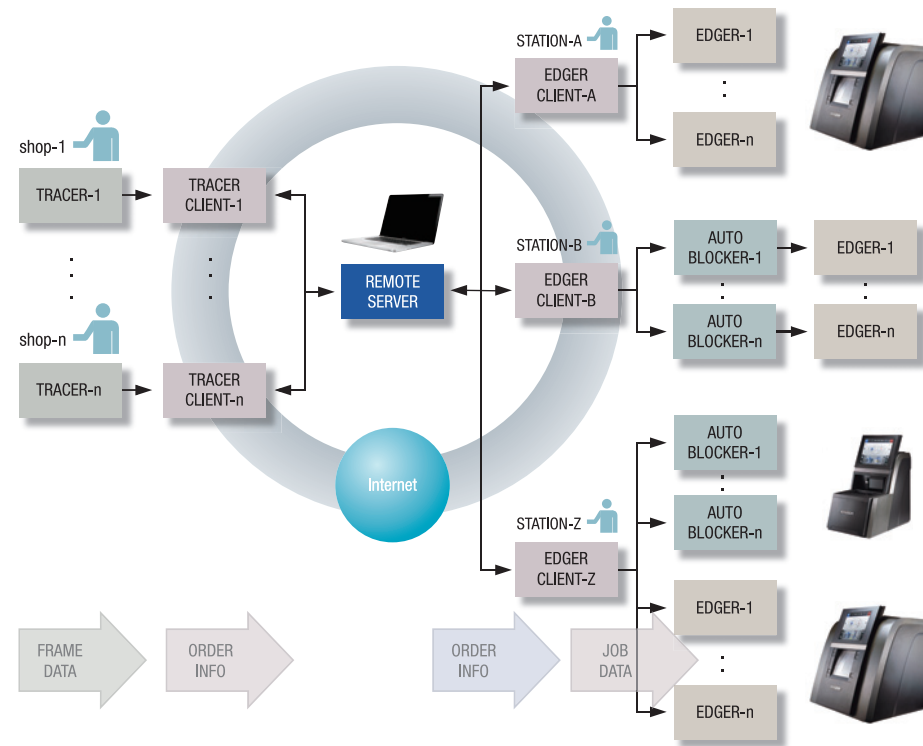 STATION-A
EDGER
CLIENT-A
EDGER-1
EDGER-n
shop-1
TRACER-1
TRACER
CLIENT-1
shop-n
TRACER-n
TRACER
CLIENT-n
REMOTE
SERVER
STATION-B
EDGER
CLIENT-B
AUTO
BLOCKER-1
EDGER-1
AUTO
BLOCKER-n
EDGER-n
Internet
STATION-Z
EDGER
CLIENT-Z
AUTO
BLOCKER-1
AUTO
BLOCKER-n
EDGER-1
EDGER-n
FRAME
DATA
ORDER
INFO
ORDER
INFO
JOB
DATA